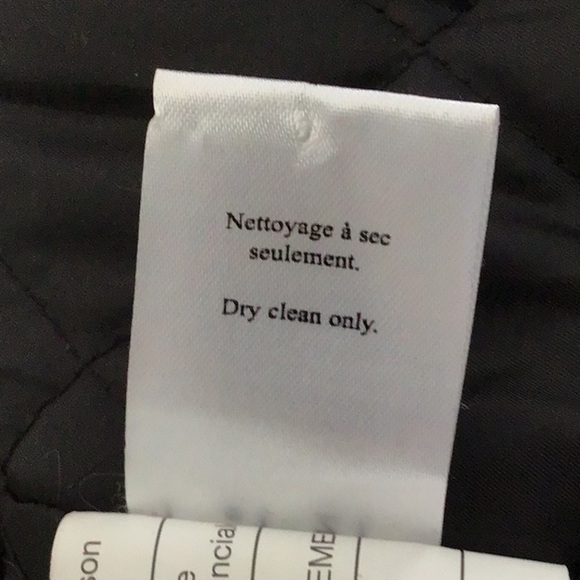 Nettoyage à sec
seulement.
Dry clean only.